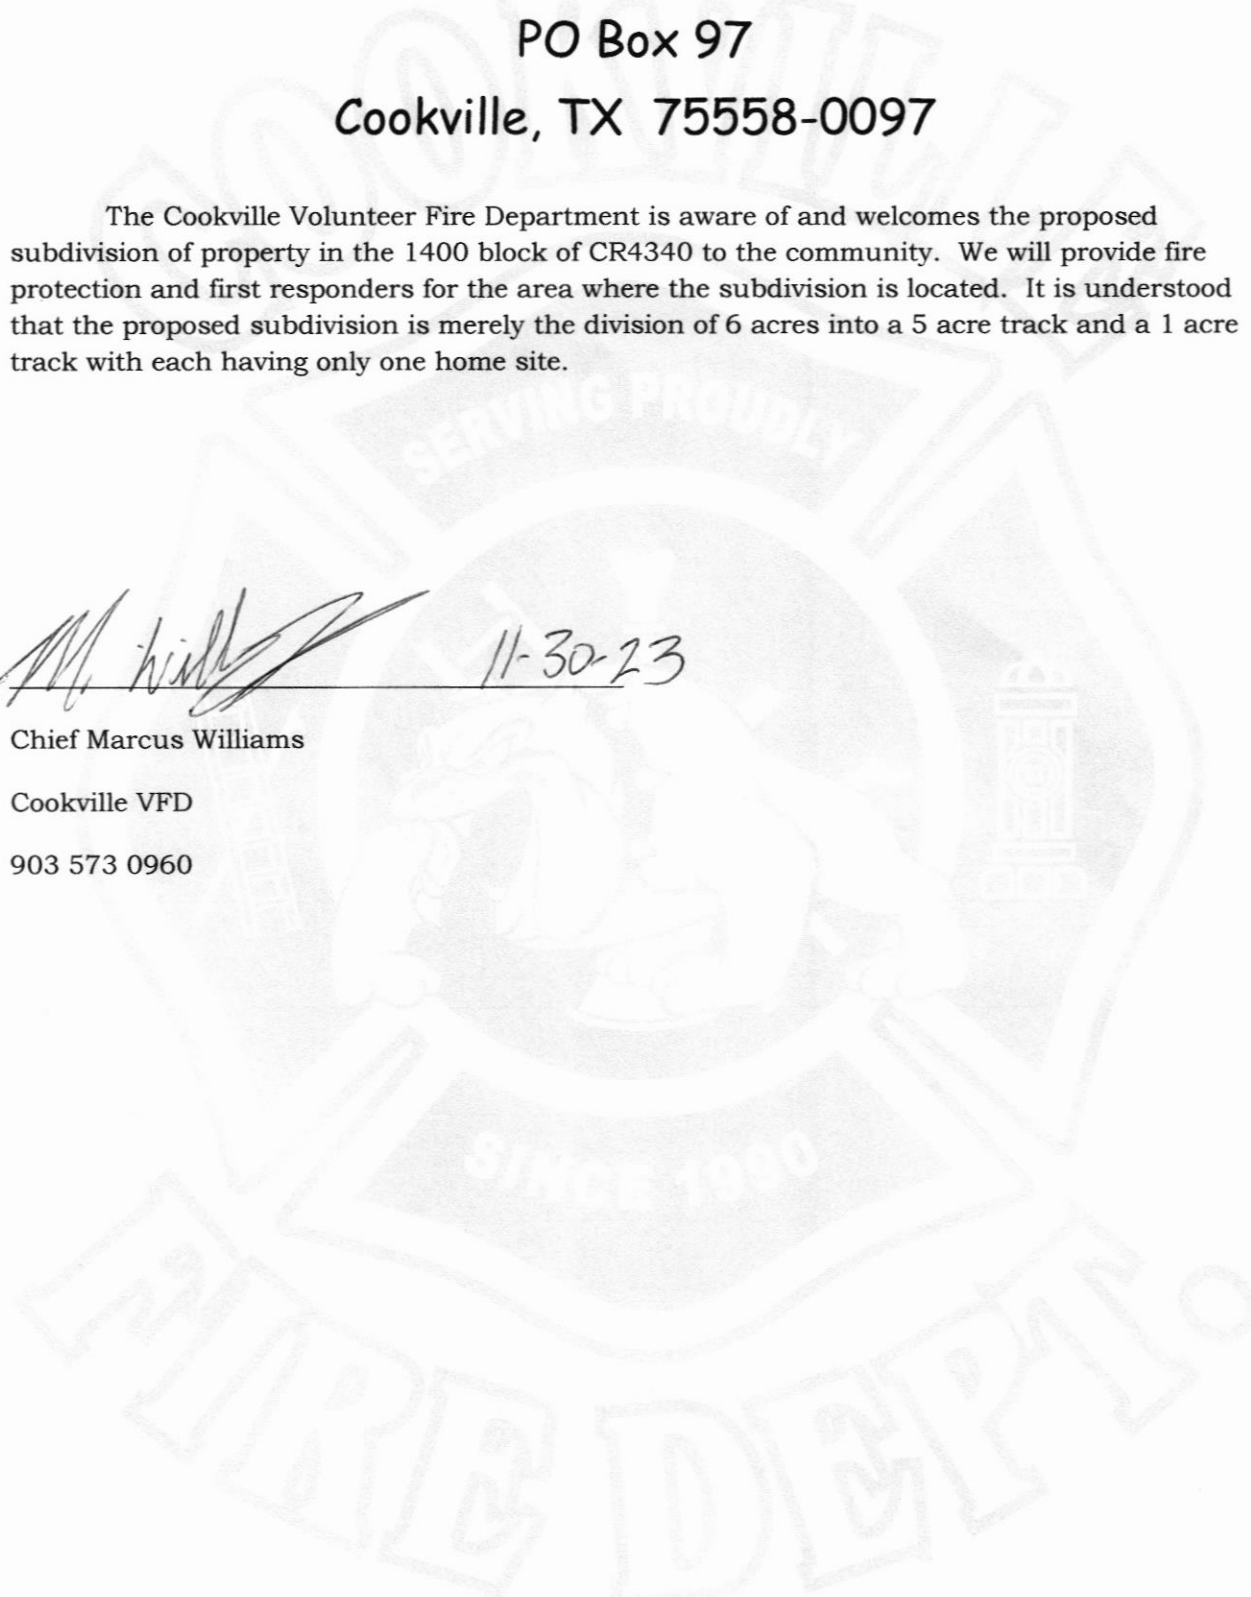 PO Box 97
Cookville, TX 75558-0097
The Cookville Volunteer Fire Department is aware of and welcomes the proposed
subdivision of property in the 1400 block of CR4340 to the community. We will provide fire
protection and first responders for the area where the subdivision is located. It is understood
that the proposed subdivision is merely the division of 6 acres into a 5 acre track and a 1 acre
track with each having only one home site.
COOKVILLE
SERVING PROUDLY
M. Will 11-30-23
Chief Marcus Williams
Cookville VFD
903 573 0960
SINCE 1990
FIRE DEPT.